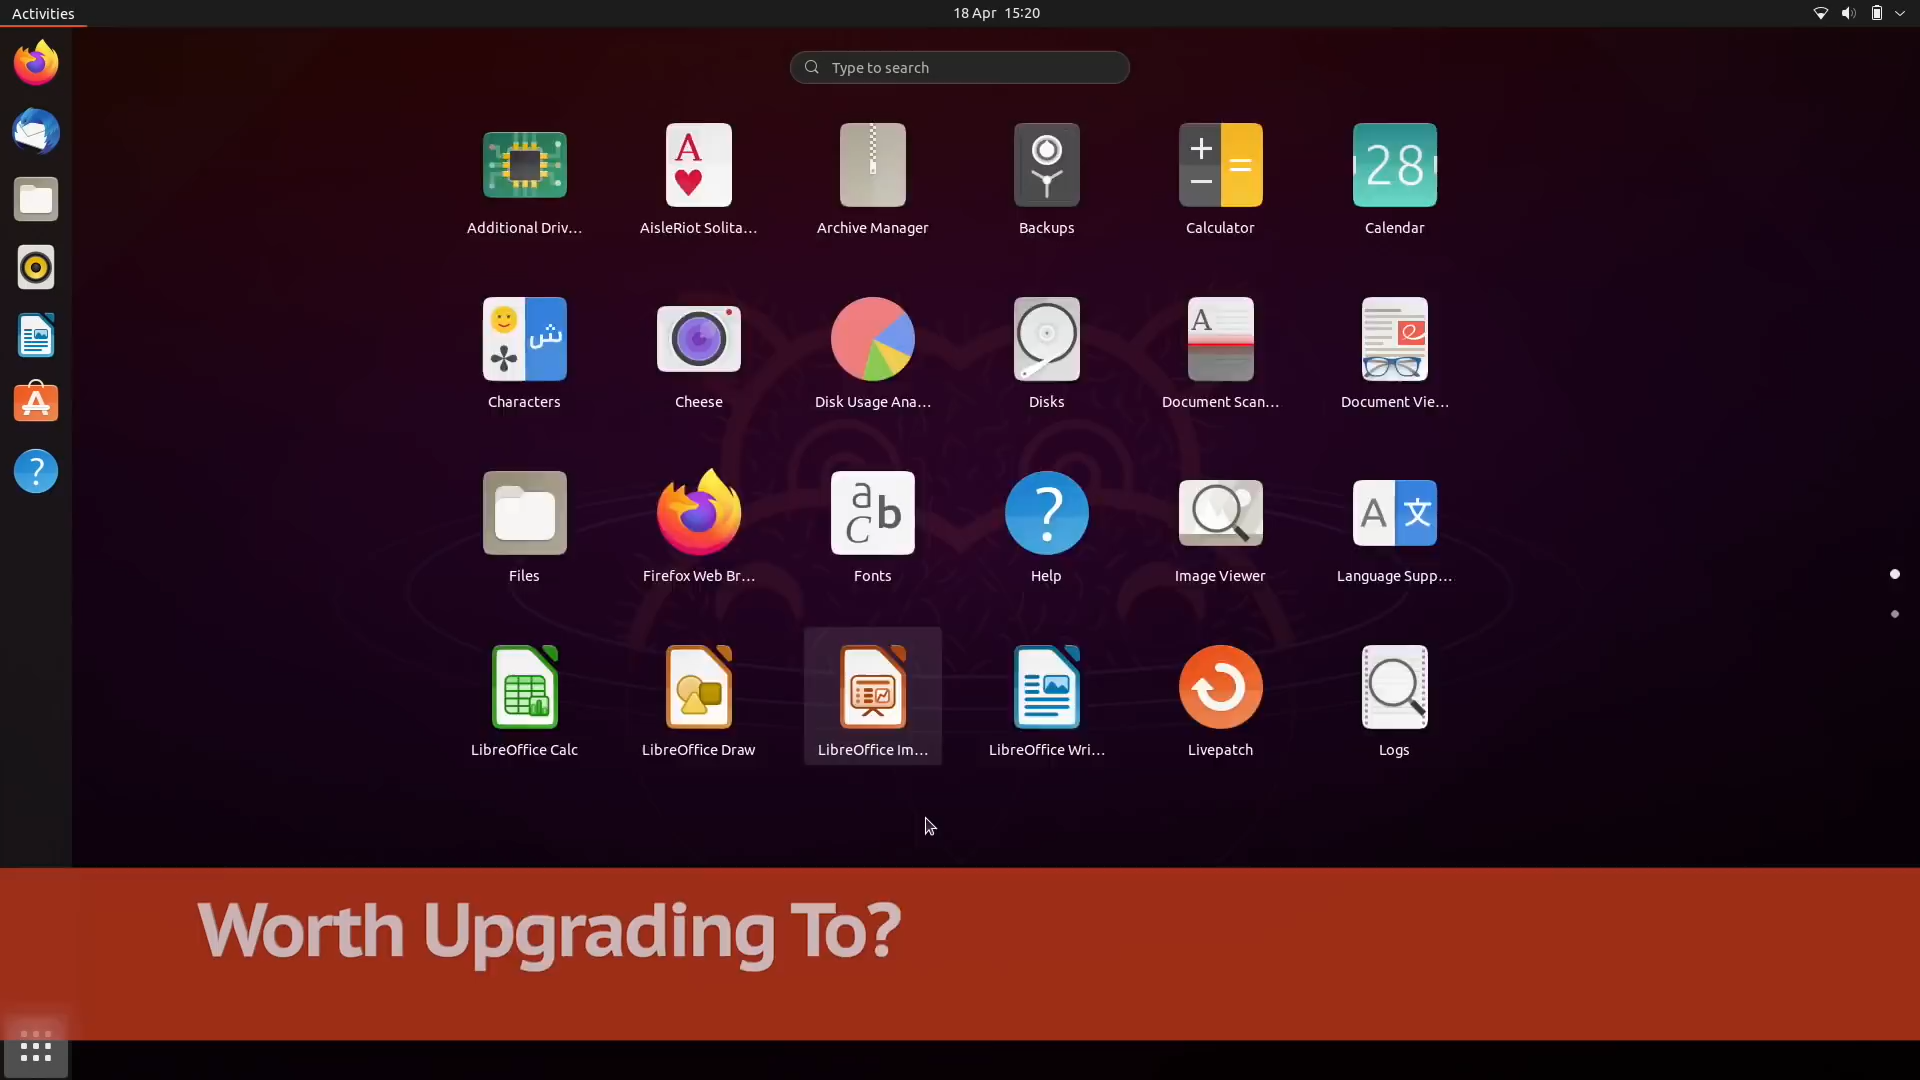 Activities
18 Apr 15:20
Type to search
Additional Driv...
AisleRiot Solita...
Archive Manager
Backups
Calculator
Calendar
28
Characters
Cheese
Disk Usage Ana...
Disks
Document Scan...
Document Vie...
Files
Firefox Web Br...
Fonts
Help
Image Viewer
Language Supp...
LibreOffice Calc
LibreOffice Draw
LibreOffice Im...
LibreOffice Wri...
Livepatch
Logs
Worth Upgrading To?